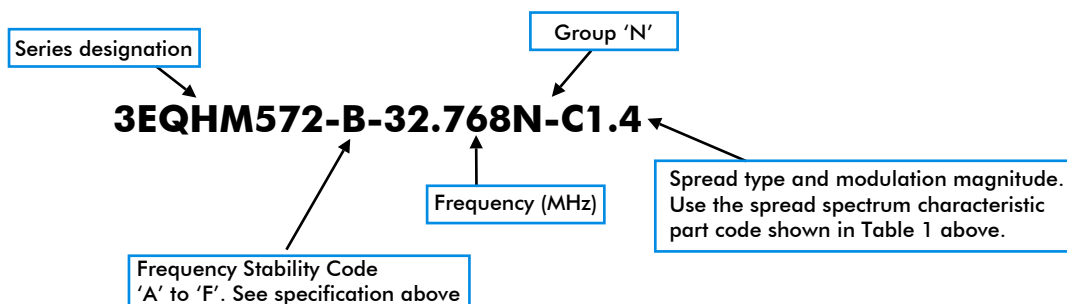 Group ‘N’
Series designation
3EQHM572-B-32.768N-C1.4
Spread type and modulation magnitude.
Use the spread spectrum characteristic
part code shown in Table 1 above.
Frequency (MHz)
Frequency Stability Code
‘A’ to ‘F’. See specification above